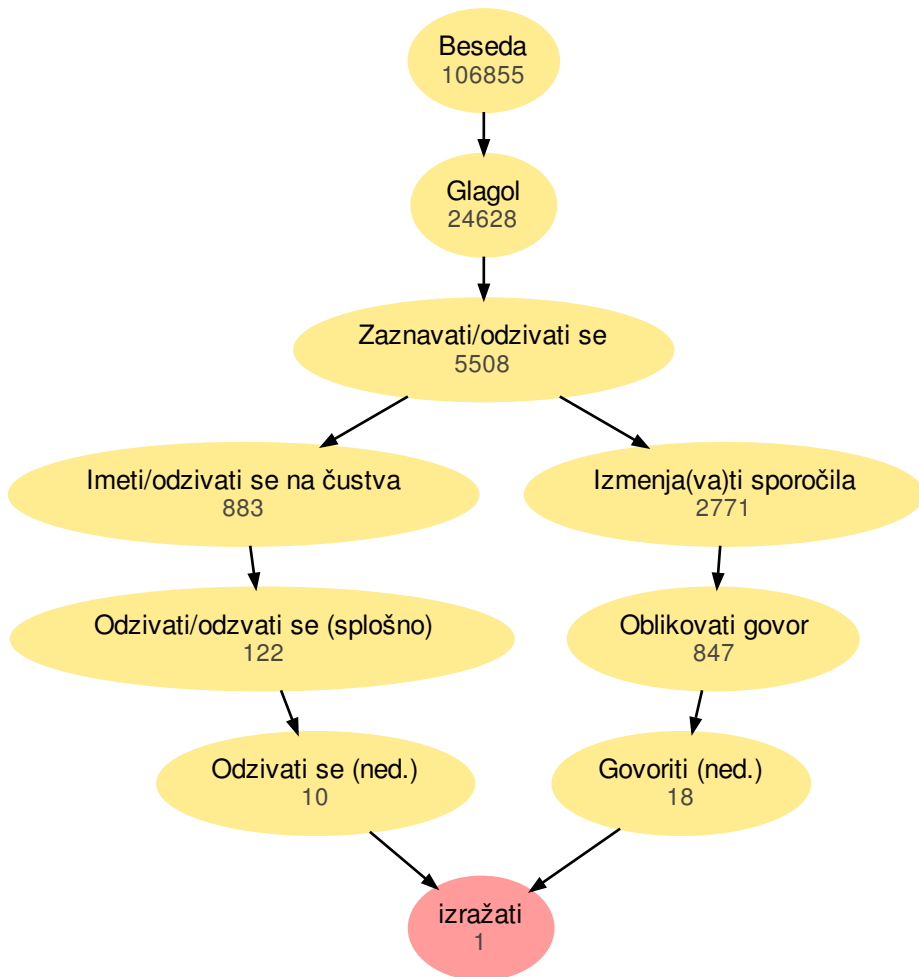 Beseda
106855
Glagol
24628
Zaznavati/odzivati se
5508
Imeti/odzivati se na čustva
883
Izmenja(va)ti sporočila
2771
Odzivati/odzvati se (splošno)
122
Oblikovati govor
847
Odzivati se (ned.)
10
Govoriti (ned.)
18
izražati
1